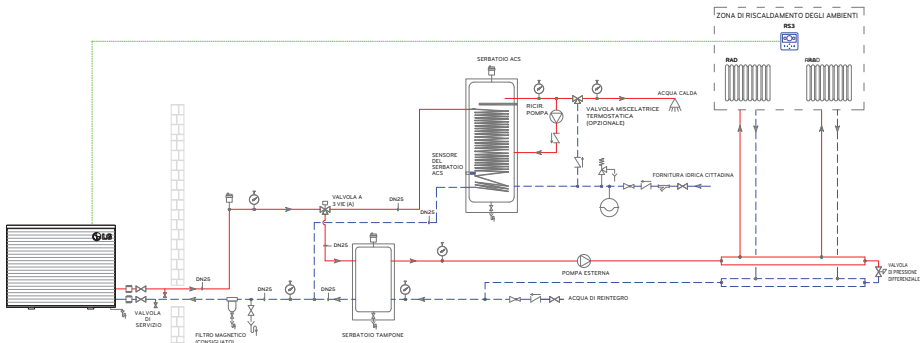 ZONA DI RISCALDAMENTO DEGLI AMBIENTI
RS3
RAD
RAD
SERBATOIO ACS
RICIR.
POMPA
ACQUA CALDA
VALVOLA MISCELATRICE
TERMOSTATICA
(OPZIONALE)
SENSORE
DEL
SERBATOIO
ACS
FORNITURA IDRICA CITTADINA
VALVOLA A
3 VIE (A)
DN25
DN25
LG
DN25
DN25
DN25
DN25
POMPA ESTERNA
VALVOLA
DI PRESSIONE
DIFFERENZIALE
ACQUA DI REINTEGRO
VALVOLA
DI
SERVIZIO
FILTRO MAGNETICO
(CONSIGLIATO)
SERBATOIO TAMPONE